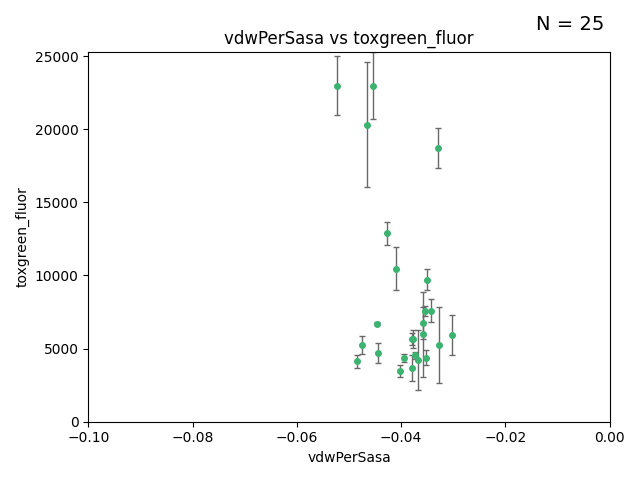 N = 25
vdwPerSasa vs toxgreen_fluor
25000
20000
15000
10000
5000
0
toxgreen_fluor
−0.10 −0.08 −0.06 −0.04 −0.02 0.00
vdwPerSasa